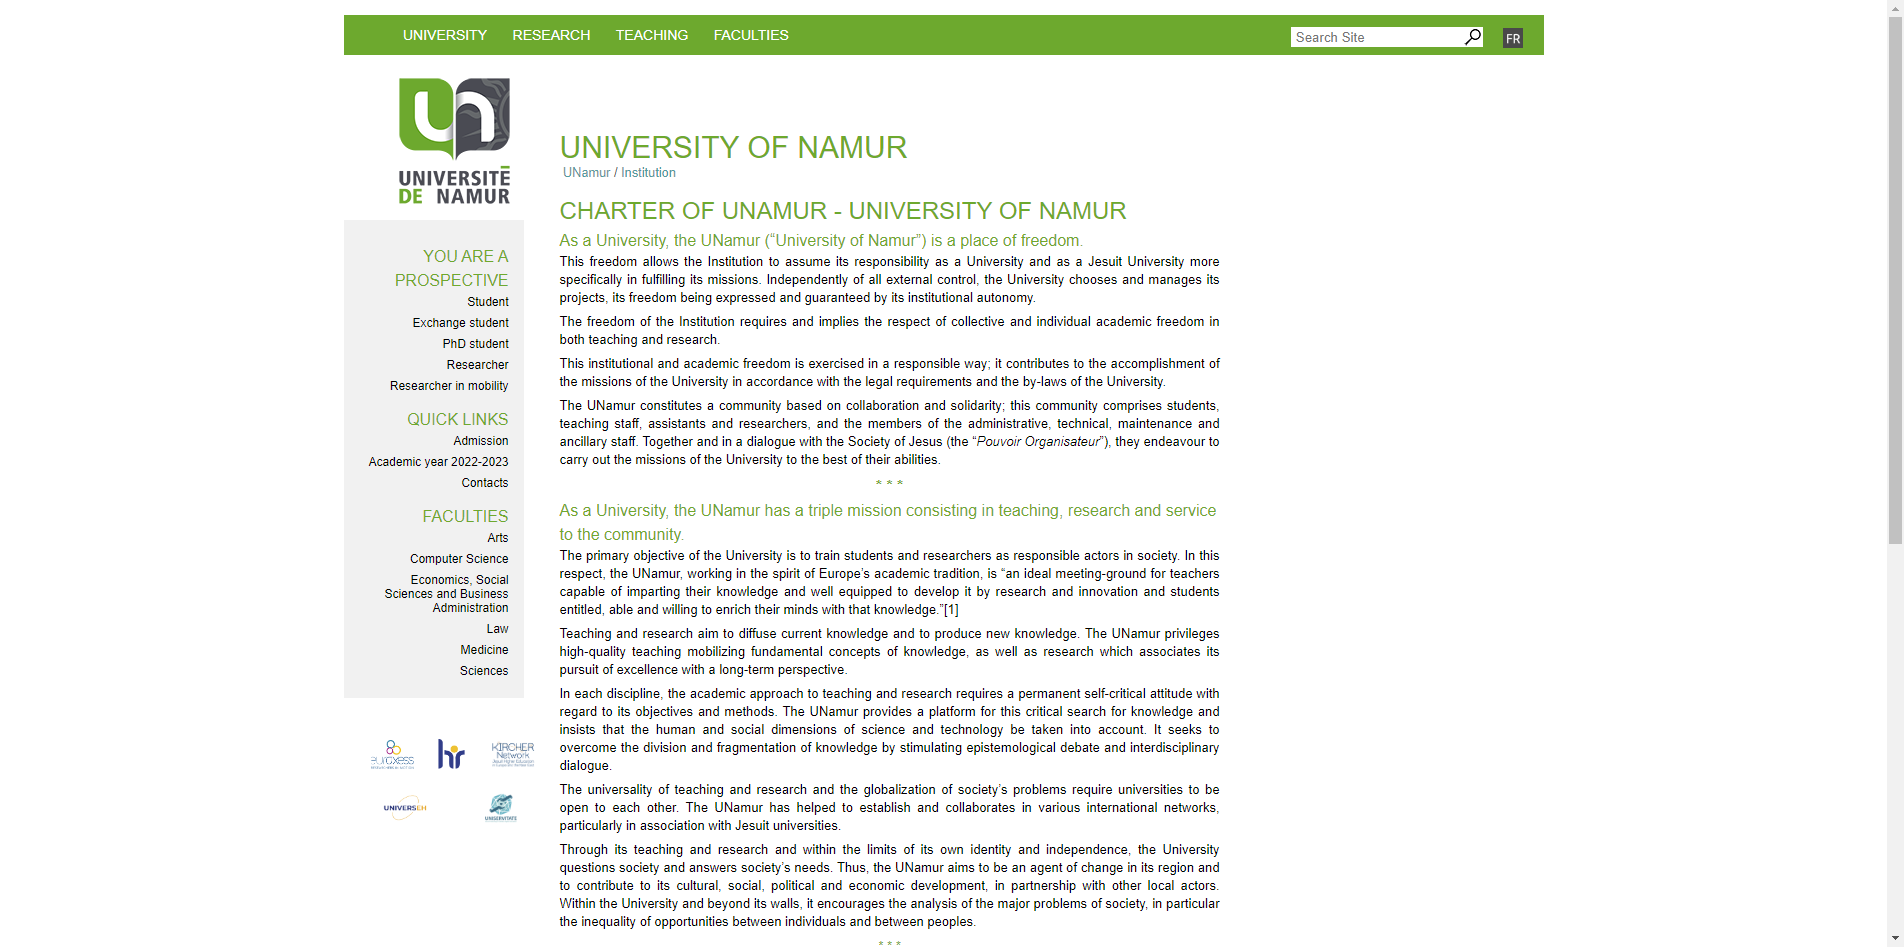 UNIVERSITY RESEARCH TEACHING FACULTIES
Search Site
FR
UNIVERSITÉ
DE NAMUR
UNIVERSITY OF NAMUR
UNamur / Institution
YOU ARE A
PROSPECTIVE
Student
Exchange student
PhD student
Researcher
Researcher in mobility
QUICK LINKS
Admission
Academic year 2022-2023
Contacts
FACULTIES
Arts
Computer Science
Economics, Social
Sciences and Business
Administration
Law
Medicine
Sciences
euraxess
hr
KIRCHER
Network
UNIVERSEH
UNISERVITATE
CHARTER OF UNAMUR - UNIVERSITY OF NAMUR
As a University, the UNamur (“University of Namur”) is a place of freedom.
This freedom allows the Institution to assume its responsibility as a University and as a Jesuit University more
specifically in fulfilling its missions. Independently of all external control, the University chooses and manages its
projects, its freedom being expressed and guaranteed by its institutional autonomy.
The freedom of the Institution requires and implies the respect of collective and individual academic freedom in
both teaching and research.
This institutional and academic freedom is exercised in a responsible way; it contributes to the accomplishment of
the missions of the University in accordance with the legal requirements and the by-laws of the University.
The UNamur constitutes a community based on collaboration and solidarity; this community comprises students,
teaching staff, assistants and researchers, and the members of the administrative, technical, maintenance and
ancillary staff. Together and in a dialogue with the Society of Jesus (the “Pouvoir Organisateur”), they endeavour to
carry out the missions of the University to the best of their abilities.
* * *
As a University, the UNamur has a triple mission consisting in teaching, research and service
to the community.
The primary objective of the University is to train students and researchers as responsible actors in society. In this
respect, the UNamur, working in the spirit of Europe’s academic tradition, is “an ideal meeting-ground for teachers
capable of imparting their knowledge and well equipped to develop it by research and innovation and students
entitled, able and willing to enrich their minds with that knowledge.”[1]
Teaching and research aim to diffuse current knowledge and to produce new knowledge. The UNamur privileges
high-quality teaching mobilizing fundamental concepts of knowledge, as well as research which associates its
pursuit of excellence with a long-term perspective.
In each discipline, the academic approach to teaching and research requires a permanent self-critical attitude with
regard to its objectives and methods. The UNamur provides a platform for this critical search for knowledge and
insists that the human and social dimensions of science and technology be taken into account. It seeks to
overcome the division and fragmentation of knowledge by stimulating epistemological debate and interdisciplinary
dialogue.
The universality of teaching and research and the globalization of society’s problems require universities to be
open to each other. The UNamur has helped to establish and collaborates in various international networks,
particularly in association with Jesuit universities.
Through its teaching and research and within the limits of its own identity and independence, the University
questions society and answers society’s needs. Thus, the UNamur aims to be an agent of change in its region and
to contribute to its cultural, social, political and economic development, in partnership with other local actors.
Within the University and beyond its walls, it encourages the analysis of the major problems of society, in particular
the inequality of opportunities between individuals and between peoples.
* * *